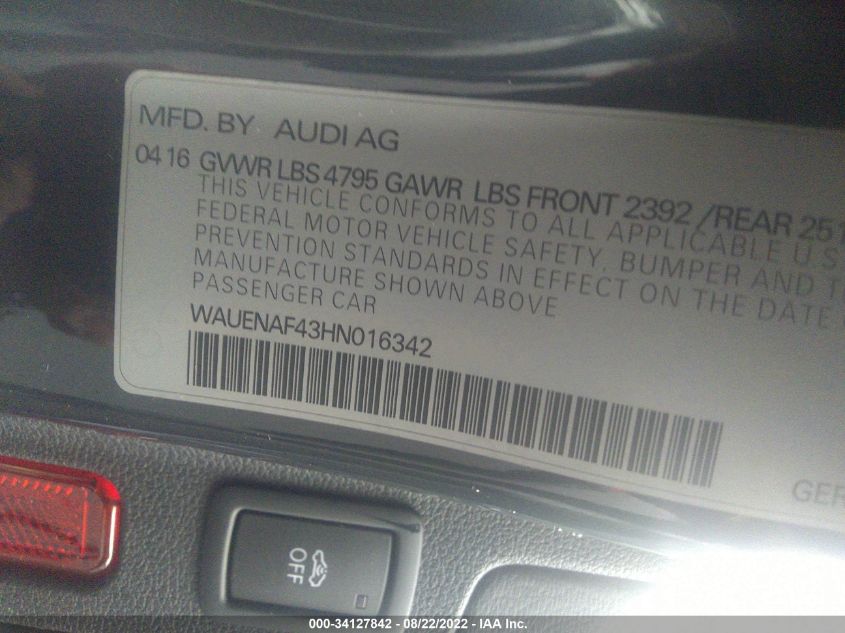 MFD. BY AUDI AG
04 16 GVWR LBS 4795 GAWR LBS FRONT 2392 /REAR 251
THIS VEHICLE CONFORMS TO ALL APPLICABLE U.S
FEDERAL MOTOR VEHICLE SAFETY, BUMPER AND
PREVENTION STANDARDS IN EFFECT ON THE DATE
MANUFACTURE SHOWN ABOVE
PASSENGER CAR
WAUENAF43HN016342
GER
OFF
000-34127842 - 08/22/2022 - IAA Inc.